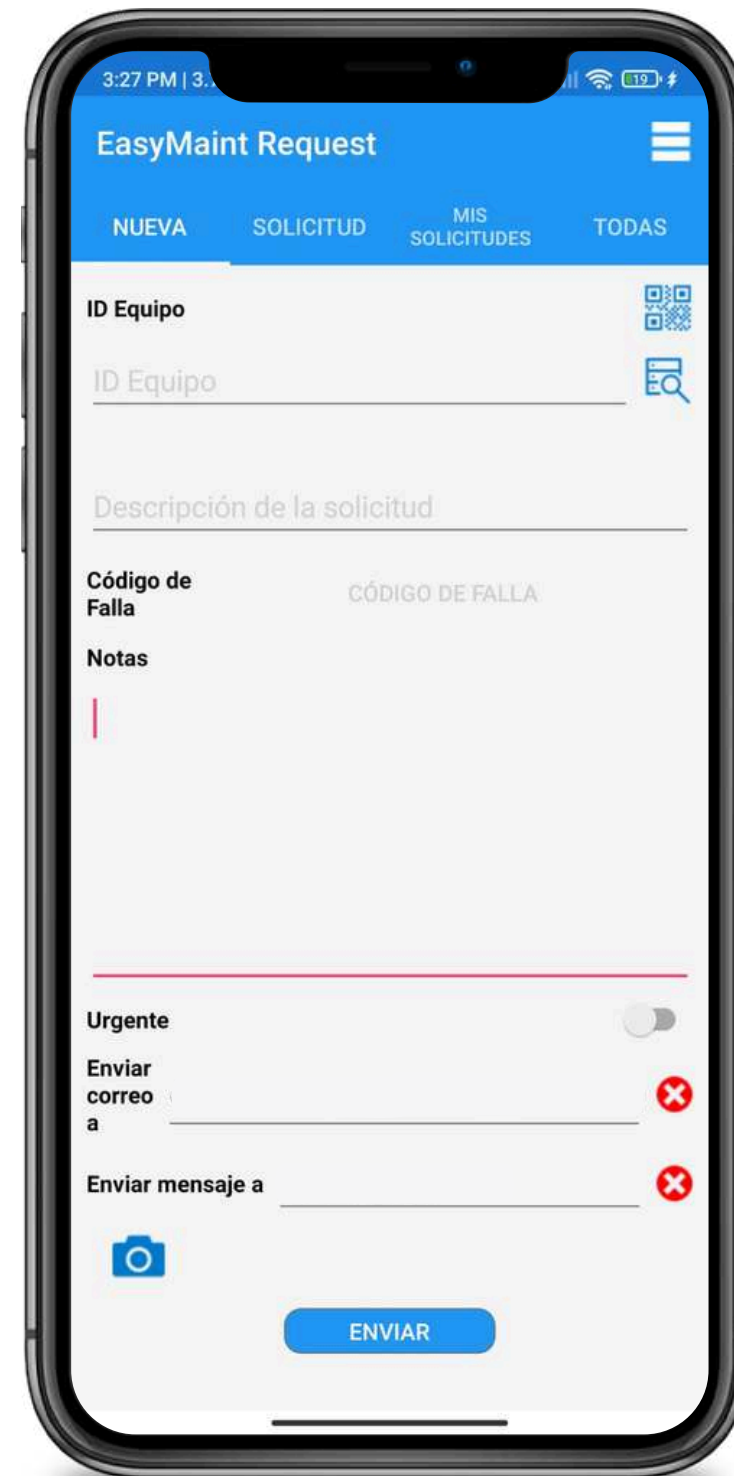 3:27 PM | 3.
19
EasyMaint Request
NUEVA
SOLICITUD
MIS
SOLICITUDES
TODAS
ID Equipo
ID Equipo
Descripción de la solicitud
Código de
Falla
CÓDIGO DE FALLA
Notas
Urgente
Enviar
correo
a
Enviar mensaje a
ENVIAR